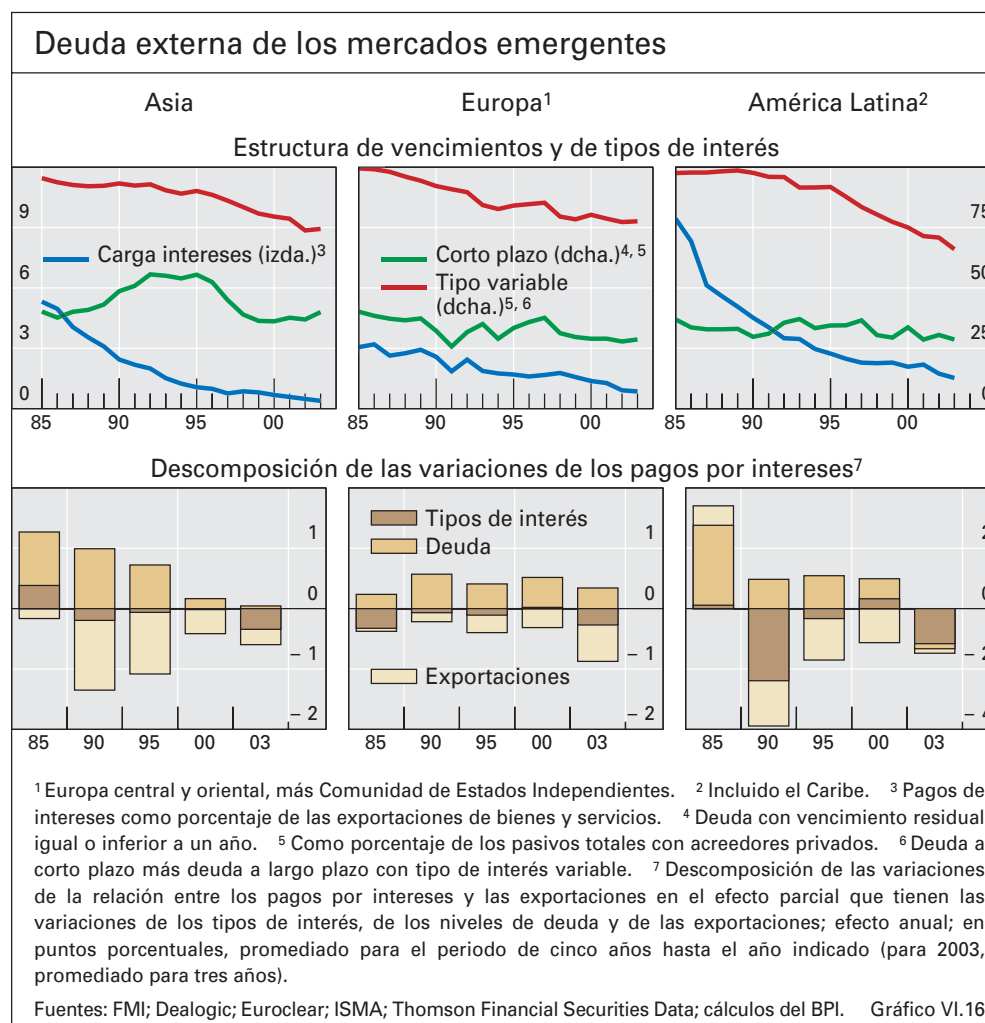 Deuda externa de los mercados emergentes
Asia Europa¹ América Latina²
Estructura de vencimientos y de tipos de interés
9 75
Carga intereses (izda.)³ Corto plazo (dcha.)⁴, ⁵
6 Tipo variable 50
(dcha.)⁵, ⁶
3 25
0 0
85 90 95 00 85 90 95 00 85 90 95 00
Descomposición de las variaciones de los pagos por intereses⁷
1 Tipos de interés 1 2
Deuda
0 0 0
– 1 Exportaciones – 1 – 2
– 2 – 2 – 4
85 90 95 00 03 85 90 95 00 03 85 90 95 00 03
¹ Europa central y oriental, más Comunidad de Estados Independientes. ² Incluido el Caribe. ³ Pagos de
intereses como porcentaje de las exportaciones de bienes y servicios. ⁴ Deuda con vencimiento residual
igual o inferior a un año. ⁵ Como porcentaje de los pasivos totales con acreedores privados. ⁶ Deuda a
corto plazo más deuda a largo plazo con tipo de interés variable. ⁷ Descomposición de las variaciones
de la relación entre los pagos por intereses y las exportaciones en el efecto parcial que tienen las
variaciones de los tipos de interés, de los niveles de deuda y de las exportaciones; efecto anual; en
puntos porcentuales, promediado para el periodo de cinco años hasta el año indicado (para 2003,
promediado para tres años).
Fuentes: FMI; Dealogic; Euroclear; ISMA; Thomson Financial Securities Data; cálculos del BPI. Gráfico VI.16